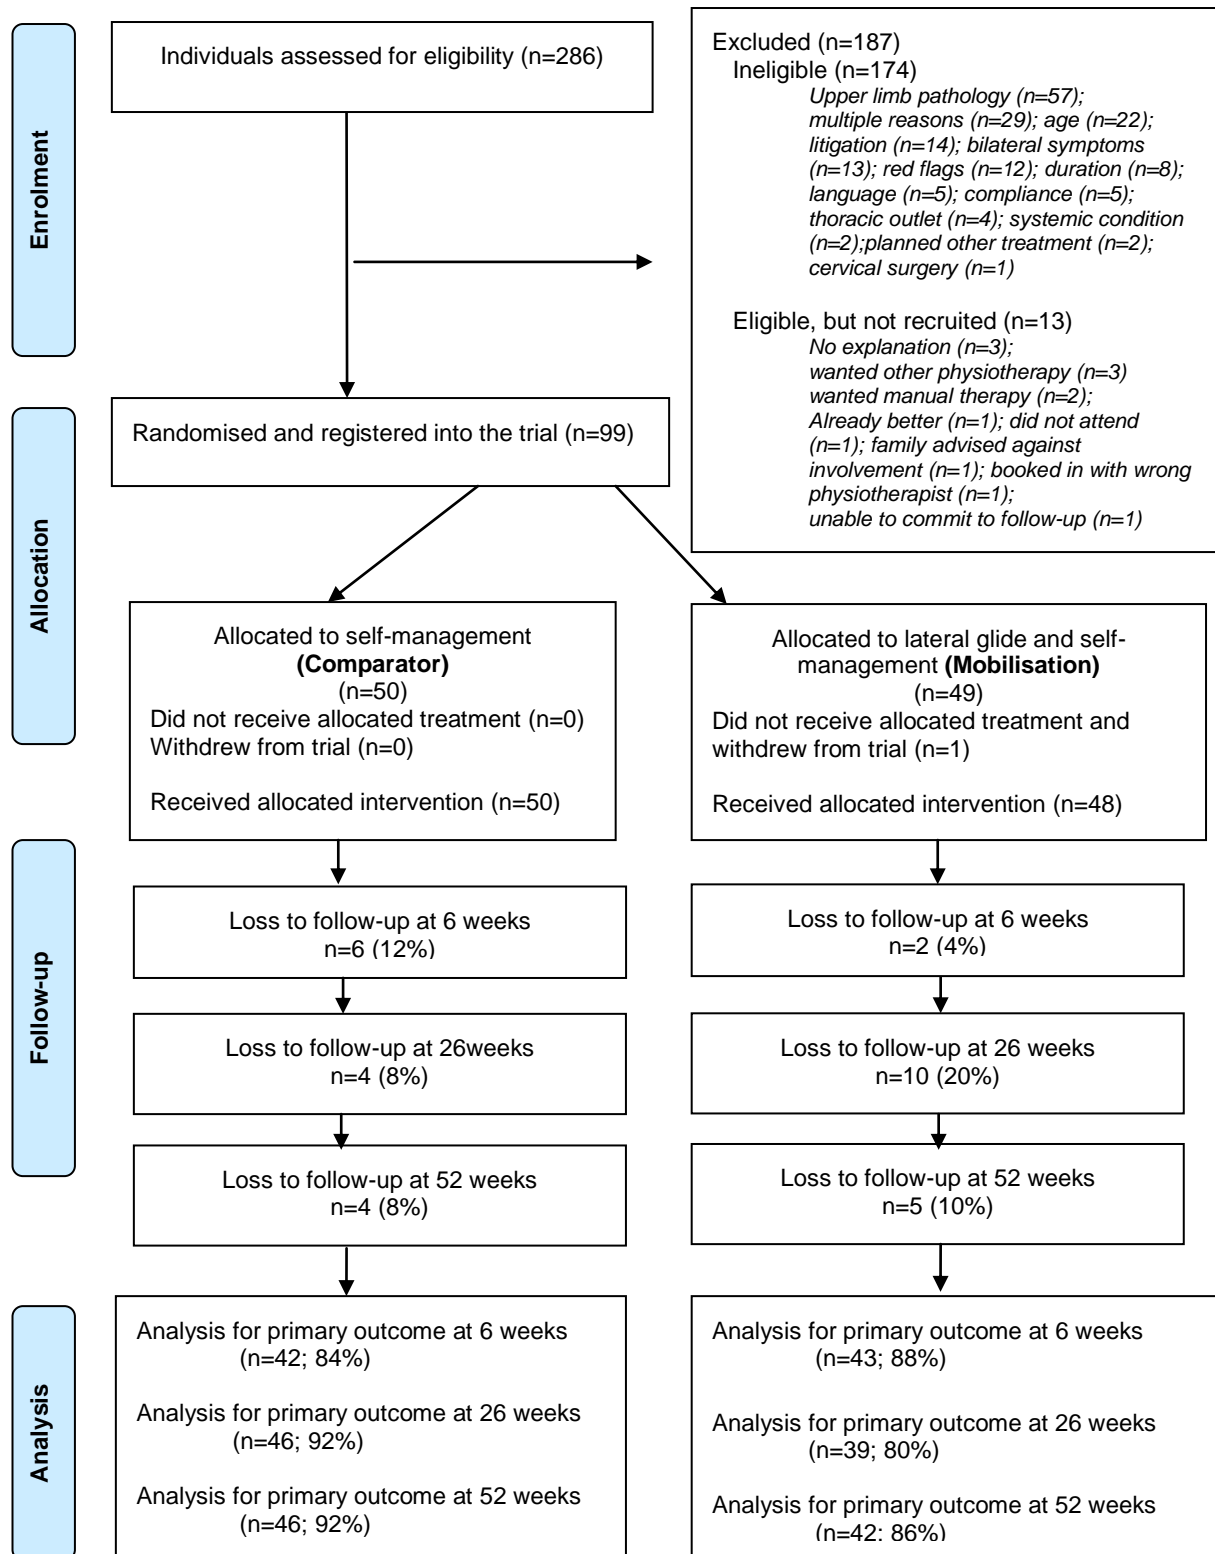 Enrolment
Individuals assessed for eligibility (n=286)
Excluded (n=187)
Ineligible (n=174)
Upper limb pathology (n=57);
multiple reasons (n=29); age (n=22);
litigation (n=14); bilateral symptoms
(n=13); red flags (n=12); duration (n=8);
language (n=5); compliance (n=5);
thoracic outlet (n=4); systemic condition
(n=2);planned other treatment (n=2);
cervical surgery (n=1)
Eligible, but not recruited (n=13)
No explanation (n=3);
wanted other physiotherapy (n=3)
wanted manual therapy (n=2);
Already better (n=1); did not attend
(n=1); family advised against
involvement (n=1); booked in with wrong
physiotherapist (n=1);
unable to commit to follow-up (n=1)
Allocation
Randomised and registered into the trial (n=99)
Allocated to self-management
(Comparator)
(n=50)
Did not receive allocated treatment (n=0)
Withdrew from trial (n=0)
Received allocated intervention (n=50)
Allocated to lateral glide and self-
management (Mobilisation)
(n=49)
Did not receive allocated treatment and
withdrew from trial (n=1)
Received allocated intervention (n=48)
Follow-up
Loss to follow-up at 6 weeks
n=6 (12%)
Loss to follow-up at 6 weeks
n=2 (4%)
Loss to follow-up at 26weeks
n=4 (8%)
Loss to follow-up at 26 weeks
n=10 (20%)
Loss to follow-up at 52 weeks
n=4 (8%)
Loss to follow-up at 52 weeks
n=5 (10%)
Analysis
Analysis for primary outcome at 6 weeks
(n=42; 84%)
Analysis for primary outcome at 26 weeks
(n=46; 92%)
Analysis for primary outcome at 52 weeks
(n=46; 92%)
Analysis for primary outcome at 6 weeks
(n=43; 88%)
Analysis for primary outcome at 26 weeks
(n=39; 80%)
Analysis for primary outcome at 52 weeks
(n=42; 86%)